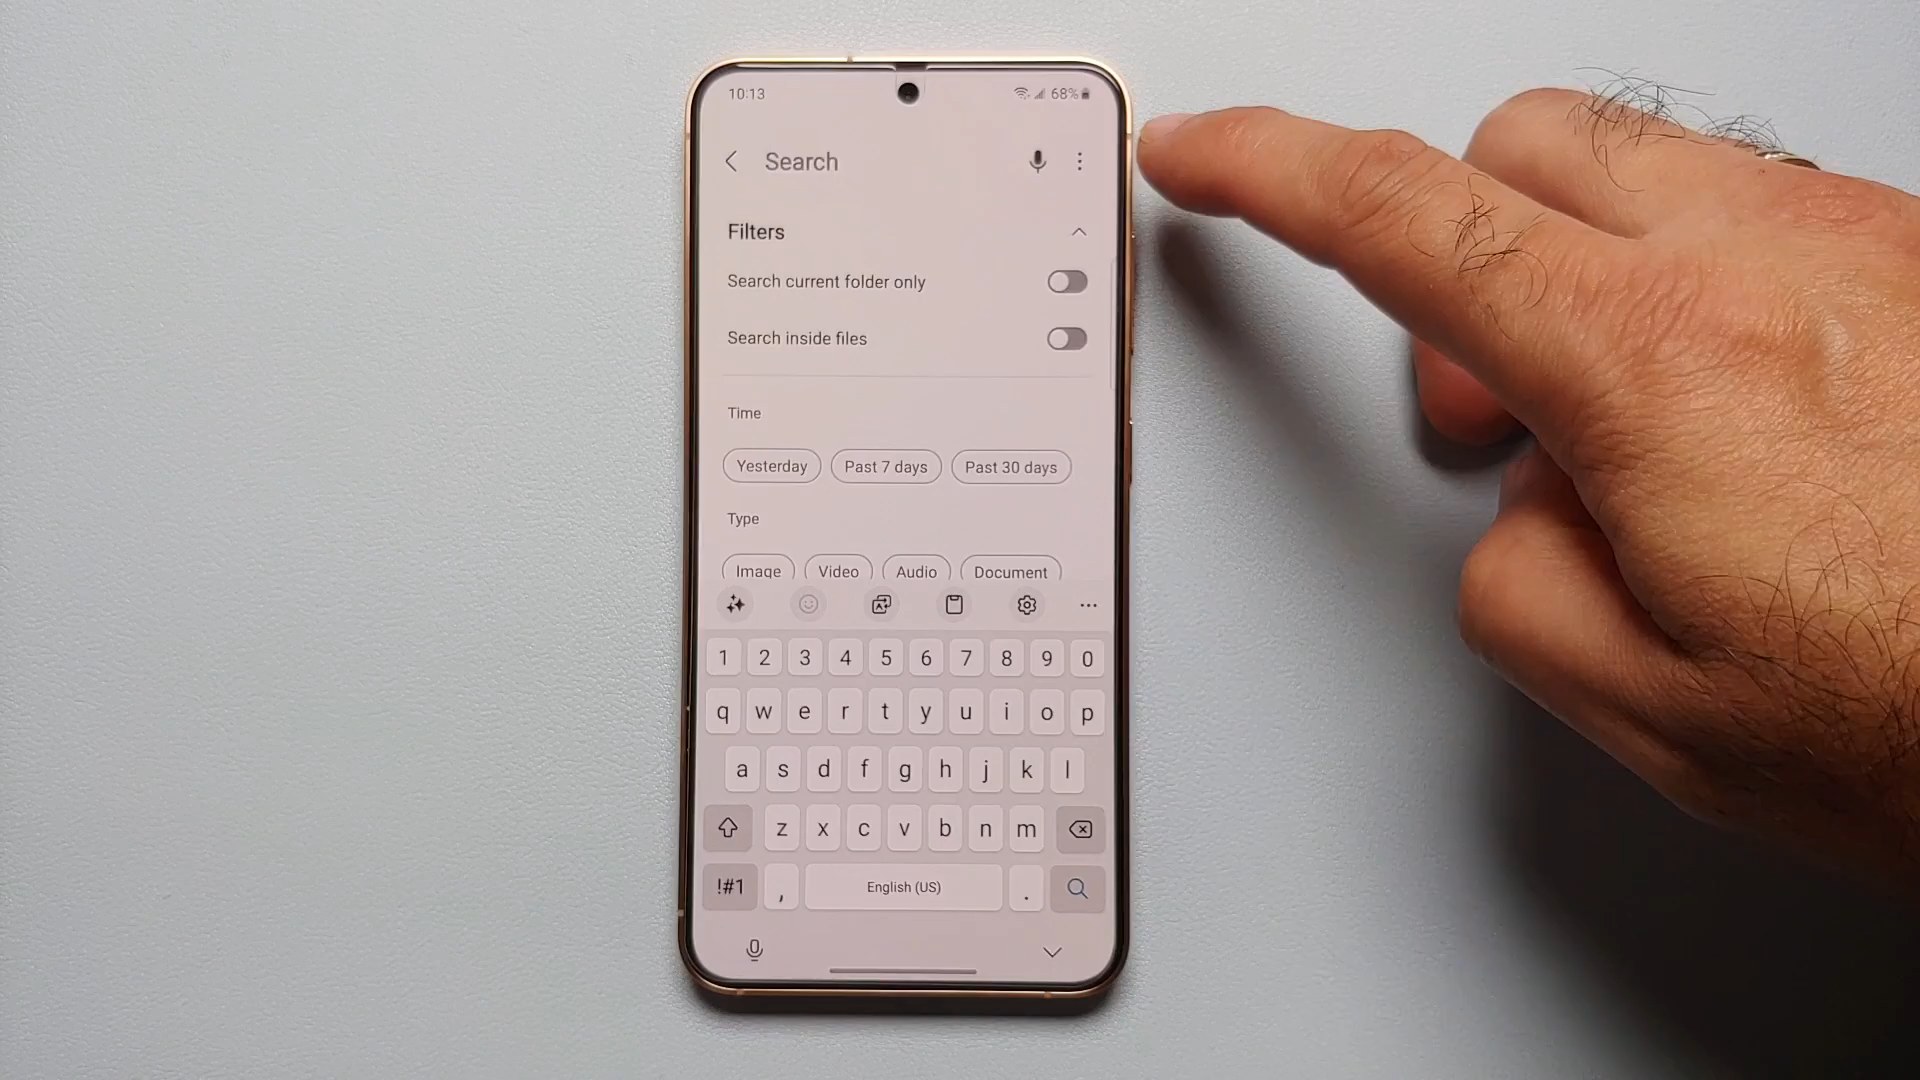 10:13 68%
Search
Filters
Search current folder only
Search inside files
Time
Yesterday Past 7 days Past 30 days
Type
Image Video Audio Document
1 2 3 4 5 6 7 8 9 0
q w e r t y u i o p
a s d f g h j k l
z x c v b n m
!#1 , English (US) .